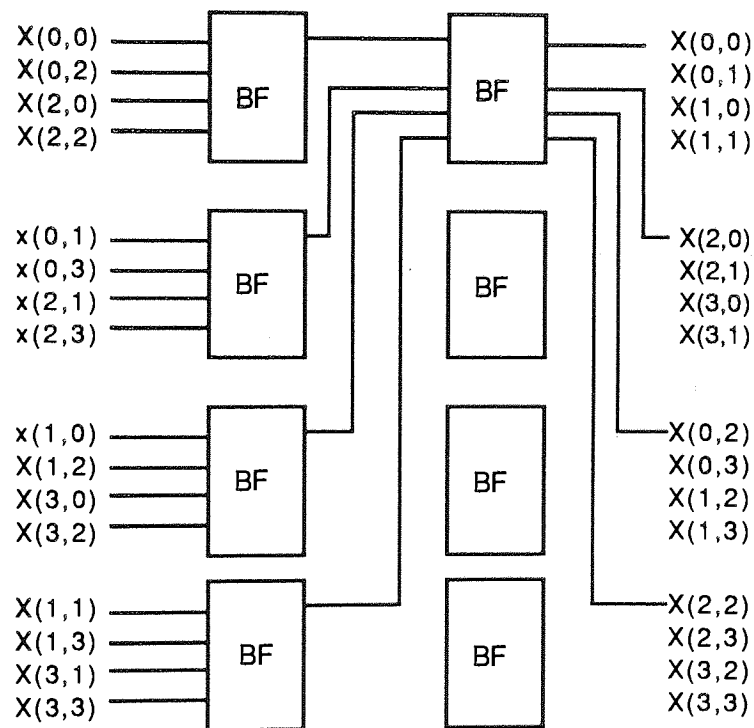 X(0,0)
X(0,2)
X(2,0)
X(2,2)
BF
BF
X(0,0)
X(0,1)
X(1,0)
X(1,1)
x(0,1)
x(0,3)
x(2,1)
x(2,3)
BF
BF
X(2,0)
X(2,1)
X(3,0)
X(3,1)
x(1,0)
X(1,2)
X(3,0)
X(3,2)
BF
BF
X(0,2)
X(0,3)
X(1,2)
X(1,3)
X(1,1)
X(1,3)
X(3,1)
X(3,3)
BF
BF
X(2,2)
X(2,3)
X(3,2)
X(3,3)